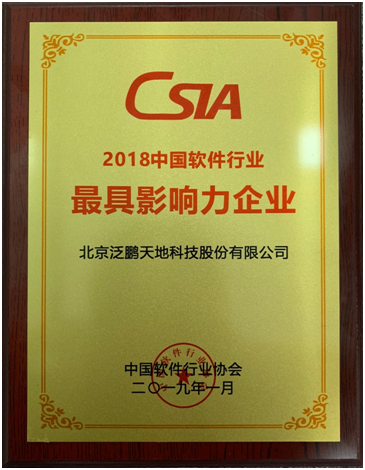 CSIA
2018中国软件行业
最具影响力企业
北京泛鹏天地科技股份有限公司
中国软件行业协会
二〇一九年一月